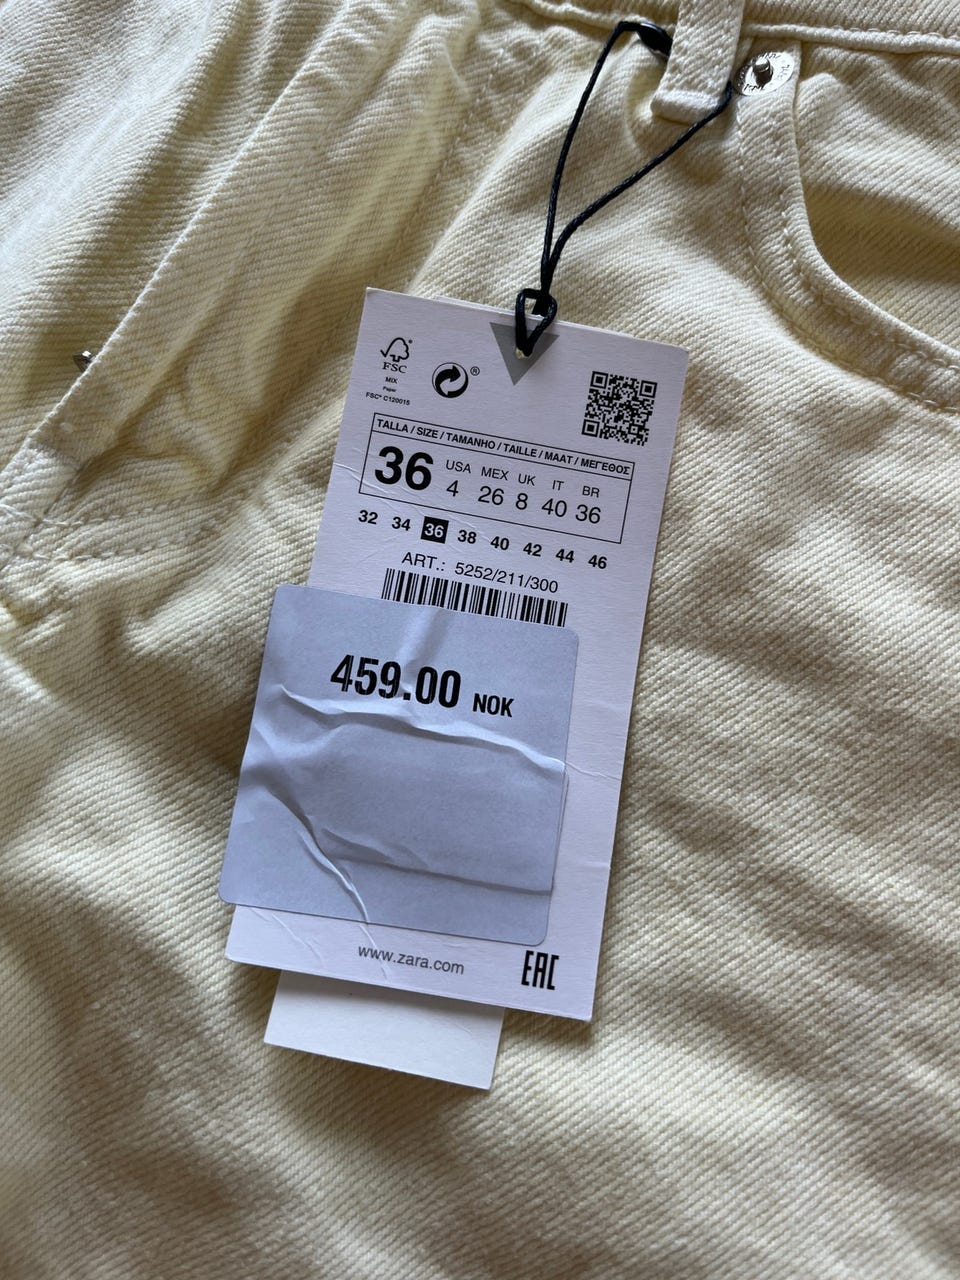 FSC
MIX
Paper
FSC® C120015
®
TALLA / SIZE / TAMANHO / TAILLE / MAAT / ΜΕΓΕΘΟΣ
36 USA MEX UK IT BR
4 26 8 40 36
32 34 36 38 40 42 44 46
ART.: 5252/211/300
459.00 NOK
www.zara.com
EAC